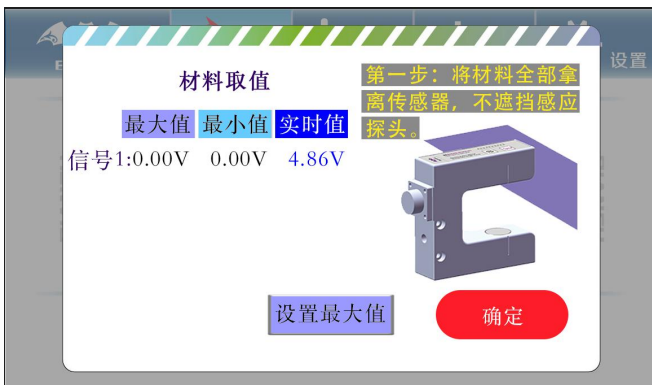 设置
材料取值
第一步：将材料全部拿
离传感器，不遮挡感应
探头。
最大值 最小值 实时值
信号1:0.00V 0.00V 4.86V
设置最大值
确定